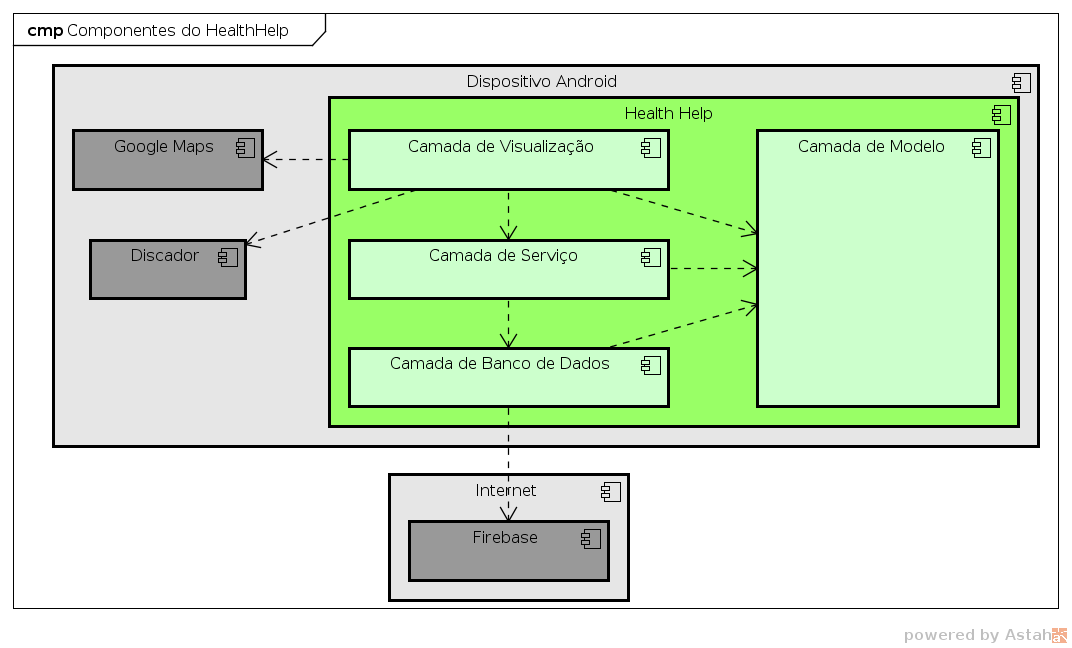 cmp Componentes do HealthHelp
Dispositivo Android
Health Help
Google Maps
Camada de Visualização
Camada de Modelo
Discador
Camada de Serviço
Camada de Banco de Dados
Internet
Firebase
powered by Astah